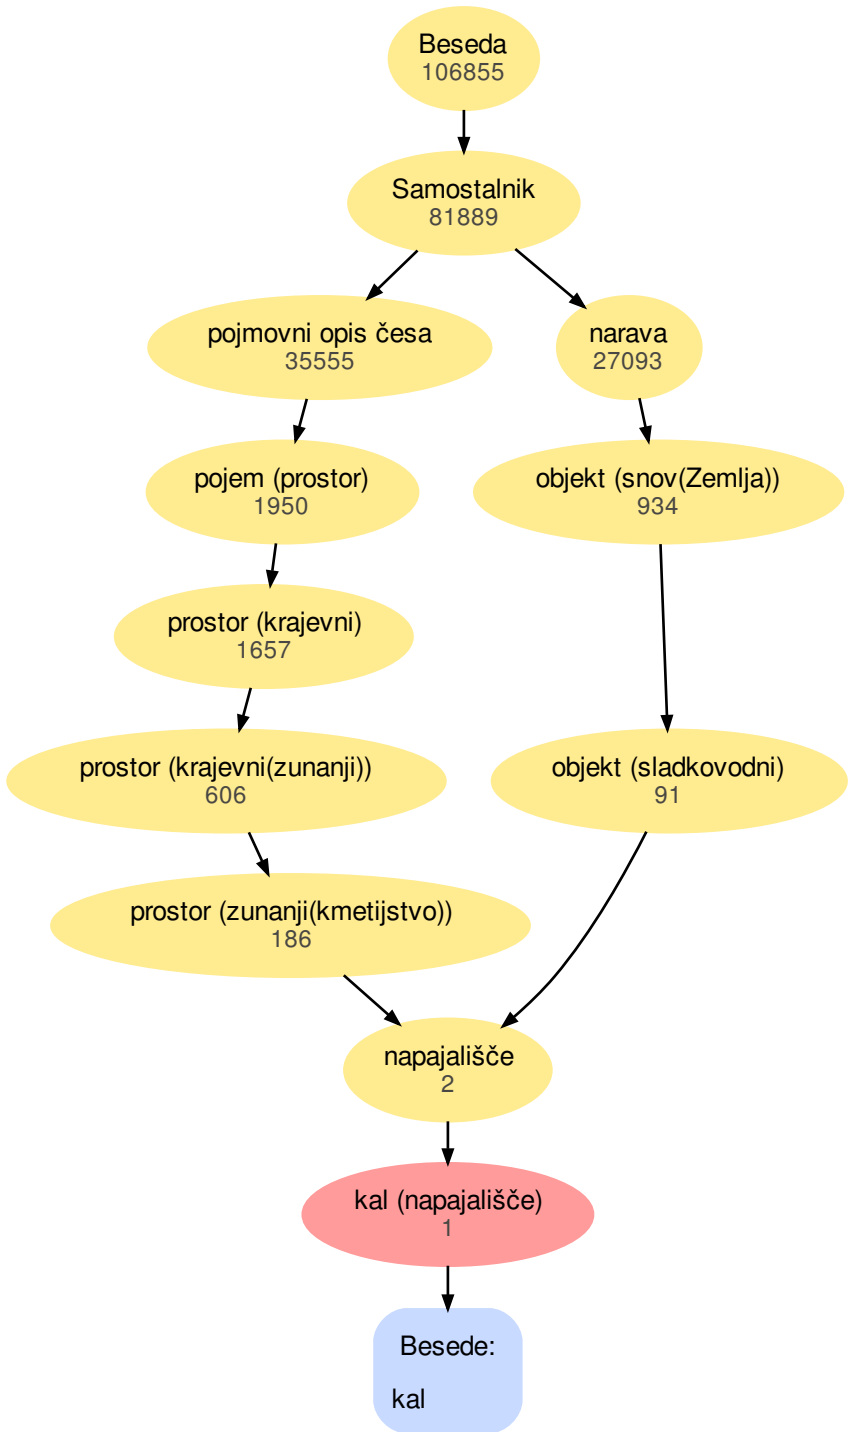 Beseda
106855
Samostalnik
81889
pojmovni opis česa
35555
narava
27093
pojem (prostor)
1950
objekt (snov(Zemlja))
934
prostor (krajevni)
1657
prostor (krajevni(zunanji))
606
objekt (sladkovodni)
91
prostor (zunanji(kmetijstvo))
186
napajališče
2
kal (napajališče)
1
Besede:
kal